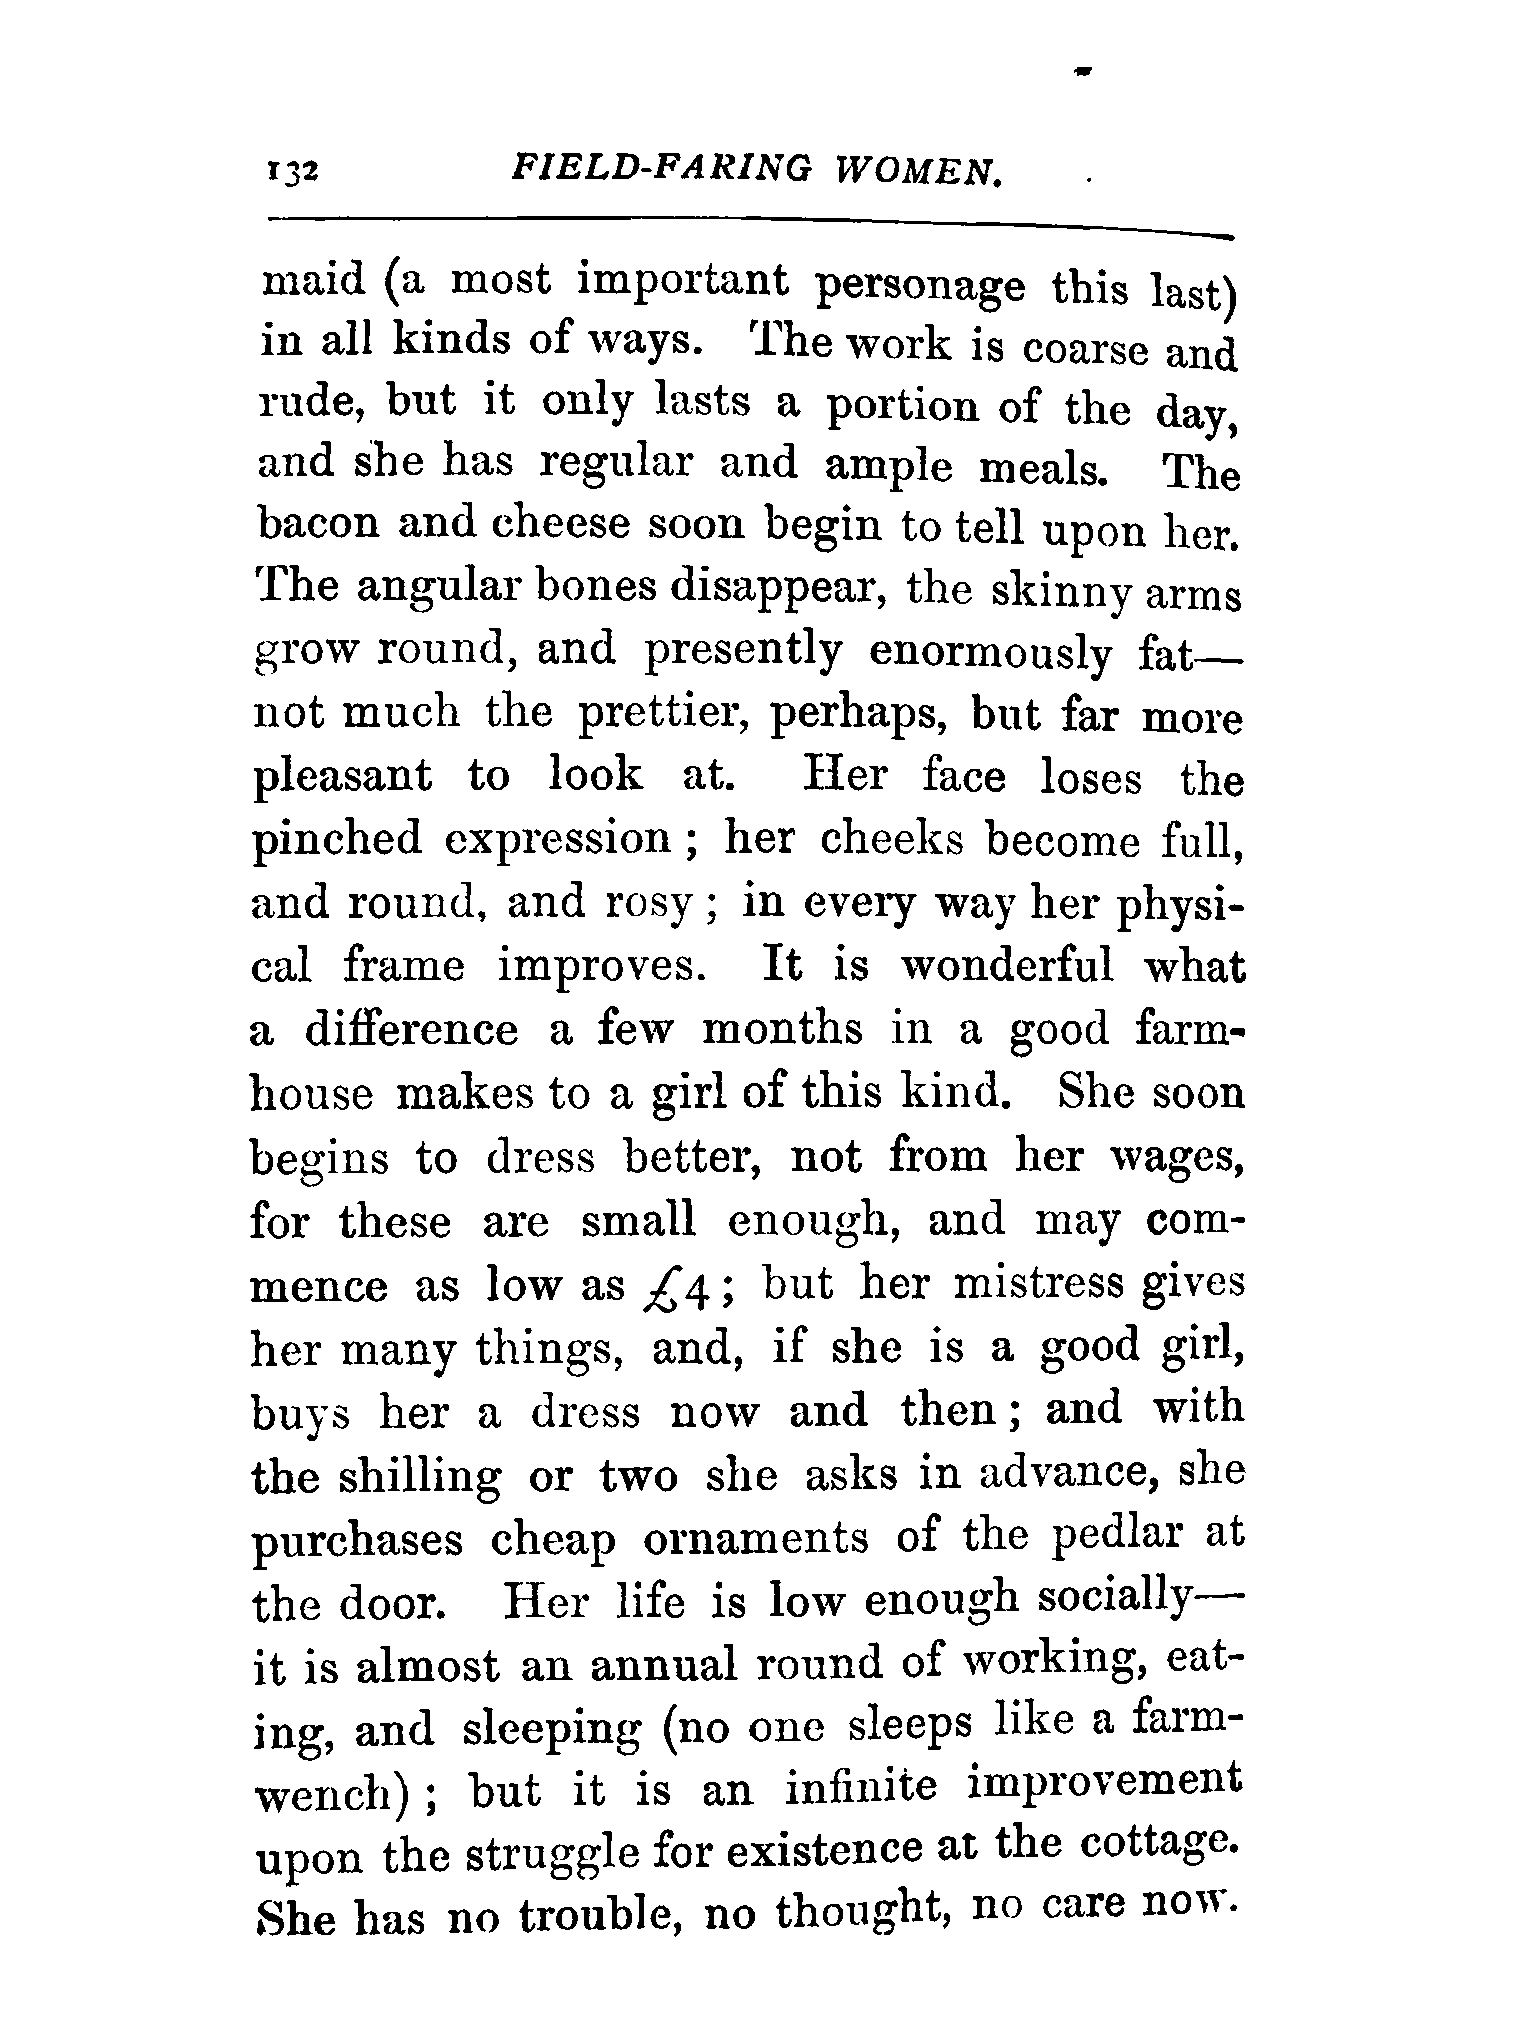 132 FIELD-FARING WOMEN.
maid (a most important personage this last)
in all kinds of ways. The work is coarse and
rude, but it only lasts a portion of the day,
and she has regular and ample meals. The
bacon and cheese soon begin to tell upon her.
The angular bones disappear, the skinny arms
grow round, and presently enormously fat—
not much the prettier, perhaps, but far more
pleasant to look at. Her face loses the
pinched expression; her cheeks become full,
and round, and rosy; in every way her physi-
cal frame improves. It is wonderful what
a difference a few months in a good farm-
house makes to a girl of this kind. She soon
begins to dress better, not from her wages,
for these are small enough, and may com-
mence as low as £4; but her mistress gives
her many things, and, if she is a good girl,
buys her a dress now and then; and with
the shilling or two she asks in advance, she
purchases cheap ornaments of the pedlar at
the door. Her life is low enough socially—
it is almost an annual round of working, eat-
ing, and sleeping (no one sleeps like a farm-
wench); but it is an infinite improvement
upon the struggle for existence at the cottage.
She has no trouble, no thought, no care now.